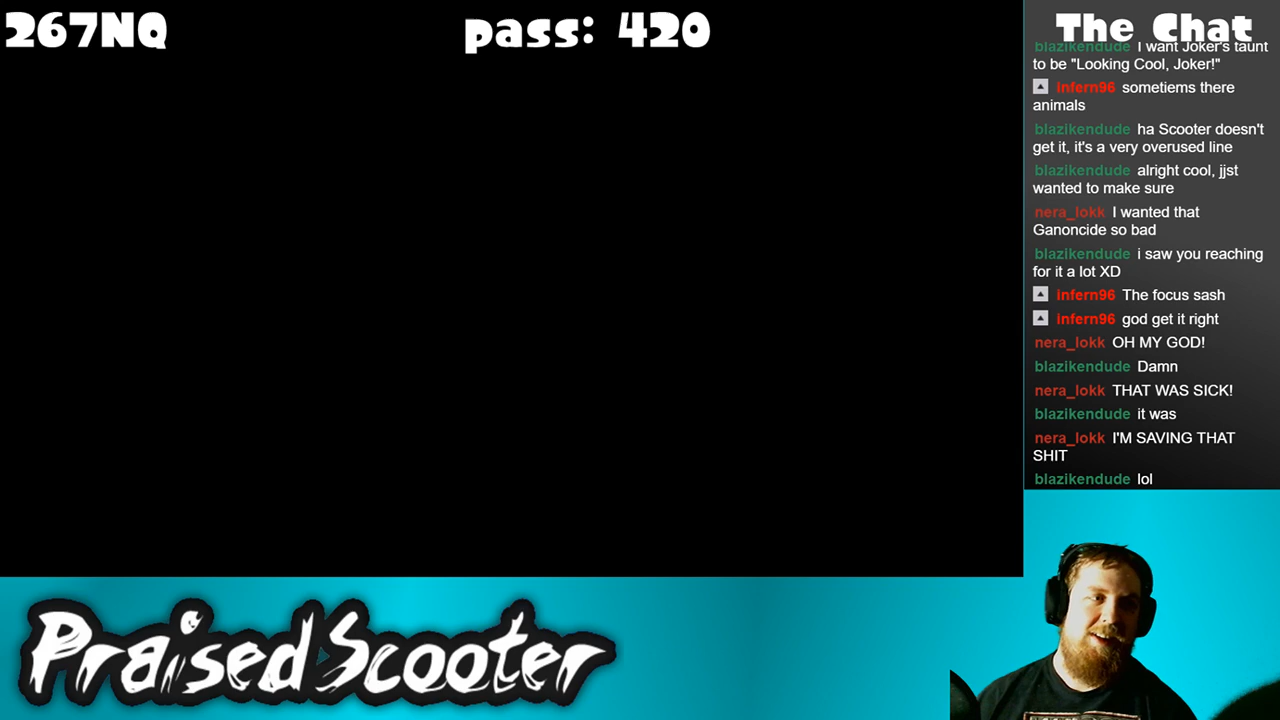 267NQ
pass: 420
The Chat
blazikendude I want Joker's taunt
to be "Looking Cool, Joker!"
infern96 sometiems there
animals
blazikendude ha Scooter doesn't
get it, it's a very overused line
blazikendude alright cool, jjst
wanted to make sure
nera_lokk I wanted that
Ganoncide so bad
blazikendude i saw you reaching
for it a lot XD
infern96 The focus sash
infern96 god get it right
nera_lokk OH MY GOD!
blazikendude Damn
nera_lokk THAT WAS SICK!
blazikendude it was
nera_lokk I'M SAVING THAT
SHIT
blazikendude lol
PraisedScooter